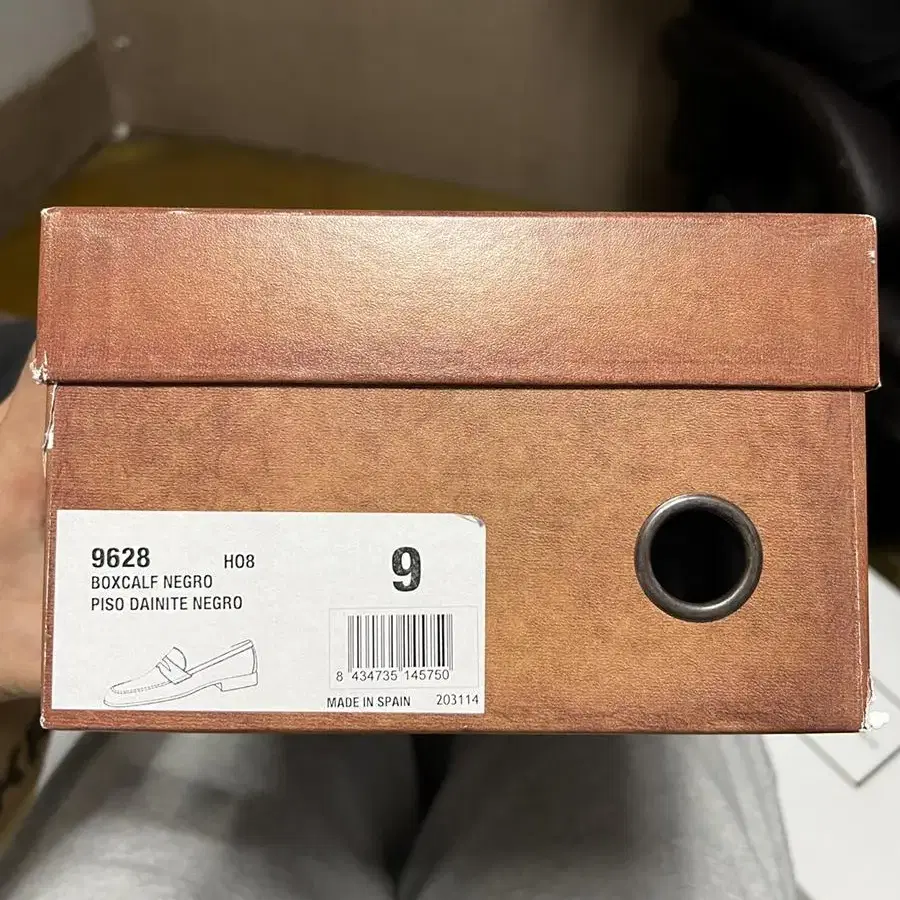 9628 H08 9
BOXCALF NEGRO
PISO DAINITE NEGRO
8 434735 145750
MADE IN SPAIN 203114